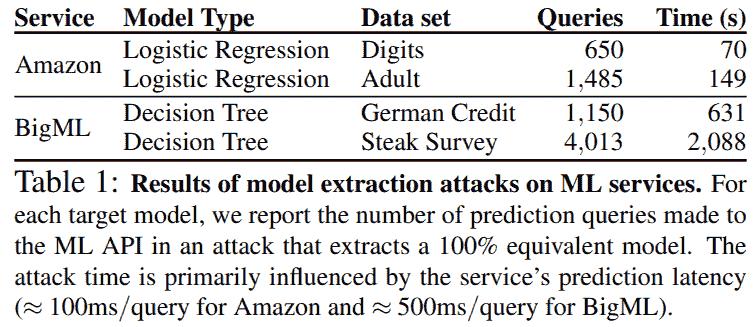 Service Model Type Data set Queries Time (s)
Amazon Logistic Regression Digits 650 70
Logistic Regression Adult 1,485 149
BigML Decision Tree German Credit 1,150 631
Decision Tree Steak Survey 4,013 2,088
Table 1: Results of model extraction attacks on ML services. For
each target model, we report the number of prediction queries made to
the ML API in an attack that extracts a 100% equivalent model. The
attack time is primarily influenced by the service's prediction latency
(≈ 100ms/query for Amazon and ≈ 500ms/query for BigML).